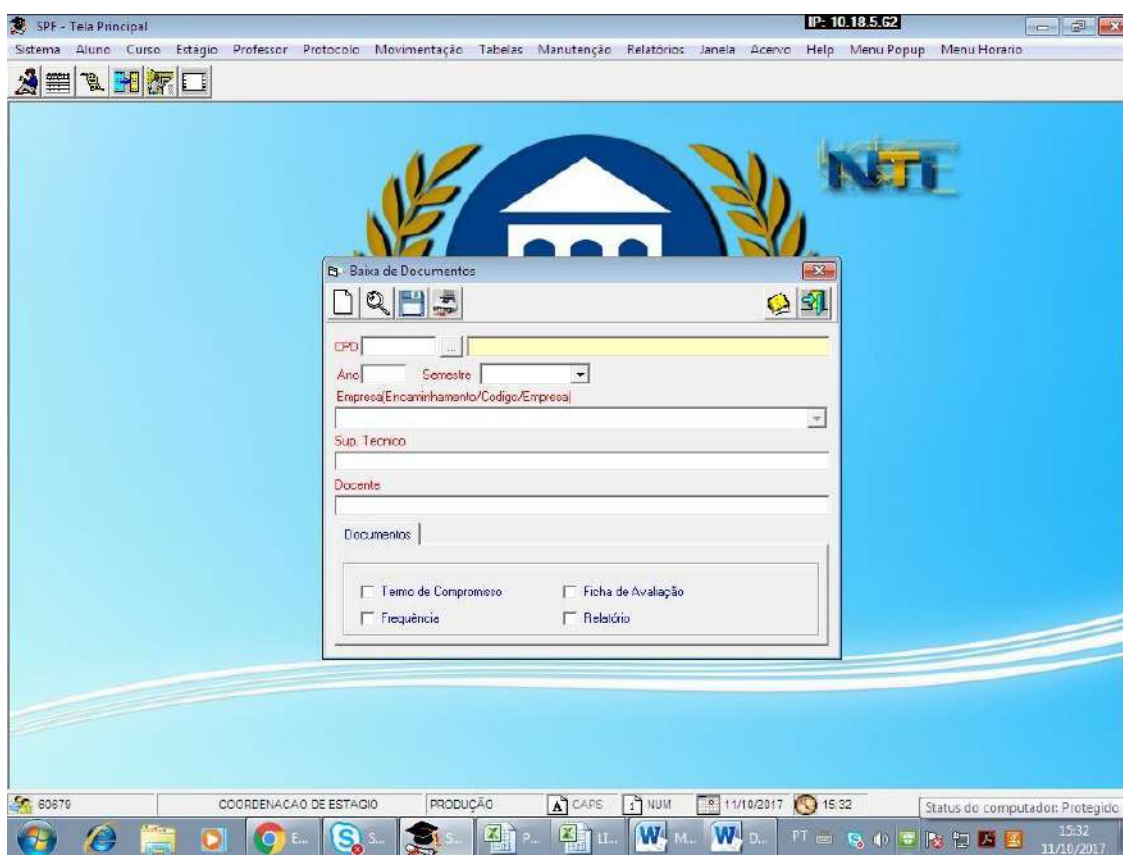 SPF - Tela Principal
IP: 10.18.5.62
Sistema Aluno Curso Estágio Professor Protocolo Movimentação Tabelas Manutenção Relatórios Janela Acervo Help Menu Popup Menu Horario
NTI
Baixa de Documentos
CPD ...
Ano Semestre
Empresa(Encaminhamento/Codigo/Empresa)
Sup. Tecnico
Docente
Documentos
Termo de Compromisso Ficha de Avaliação
Frequência Relatório
60679 COORDENACAO DE ESTAGIO PRODUÇÃO A CAPS 1 NUM 11/10/2017 15:32
Status do computador: Protegido
E... S... S... P... LI... M... D... PT 15:32
11/10/2017